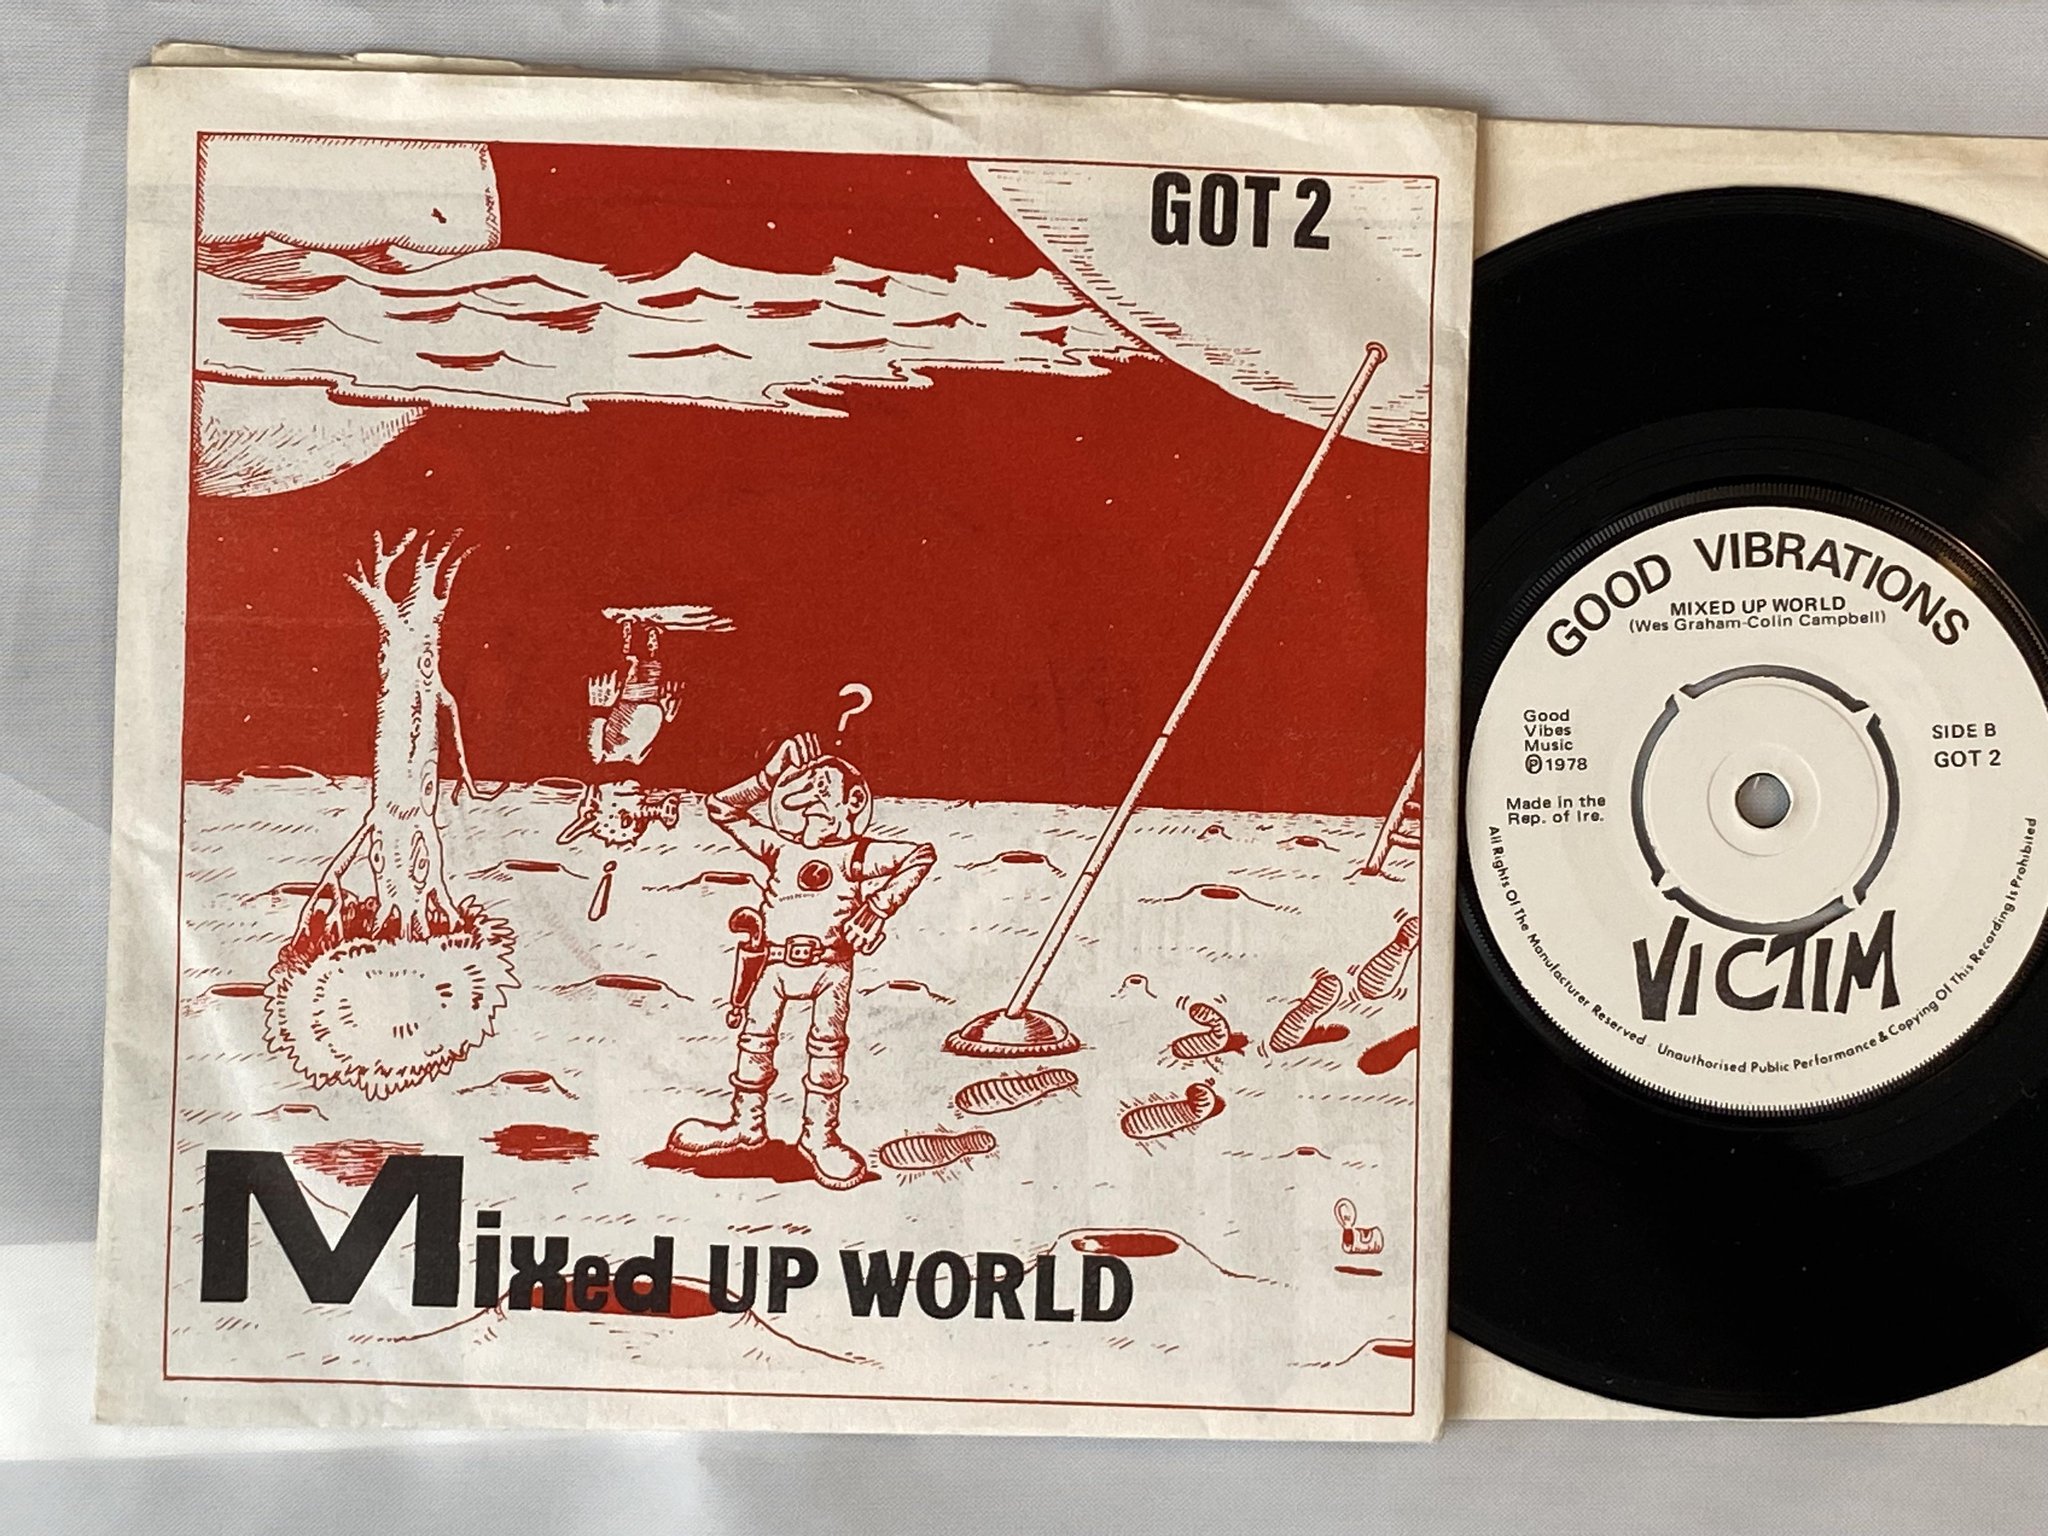 GOT 2
?
!
Mixed UP WORLD
GOOD VIBRATIONS
MIXED UP WORLD
(Wes Graham-Colin Campbell)
Good
Vibes
Music
℗1978
Made in the
Rep. of Ire.
SIDE B
GOT 2
VICTIM
All Rights Of The Manufacturer Reserved . Unauthorised Public Performance & Copying Of This Recording Is Prohibited